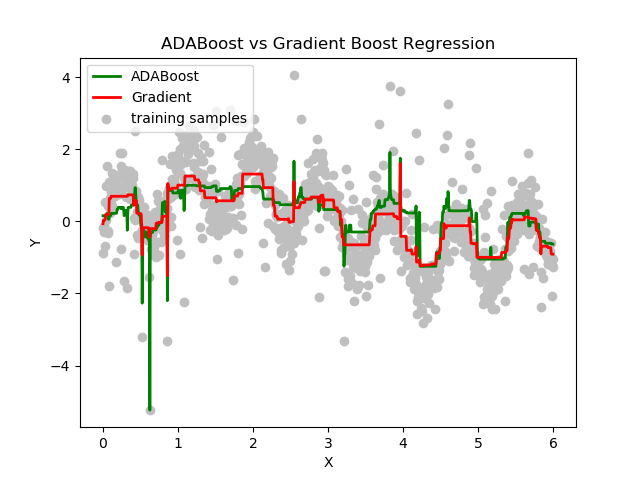 ADABoost vs Gradient Boost Regression
ADABoost
Gradient
training samples
Y
4
2
0
−2
−4
0 1 2 3 4 5 6
X